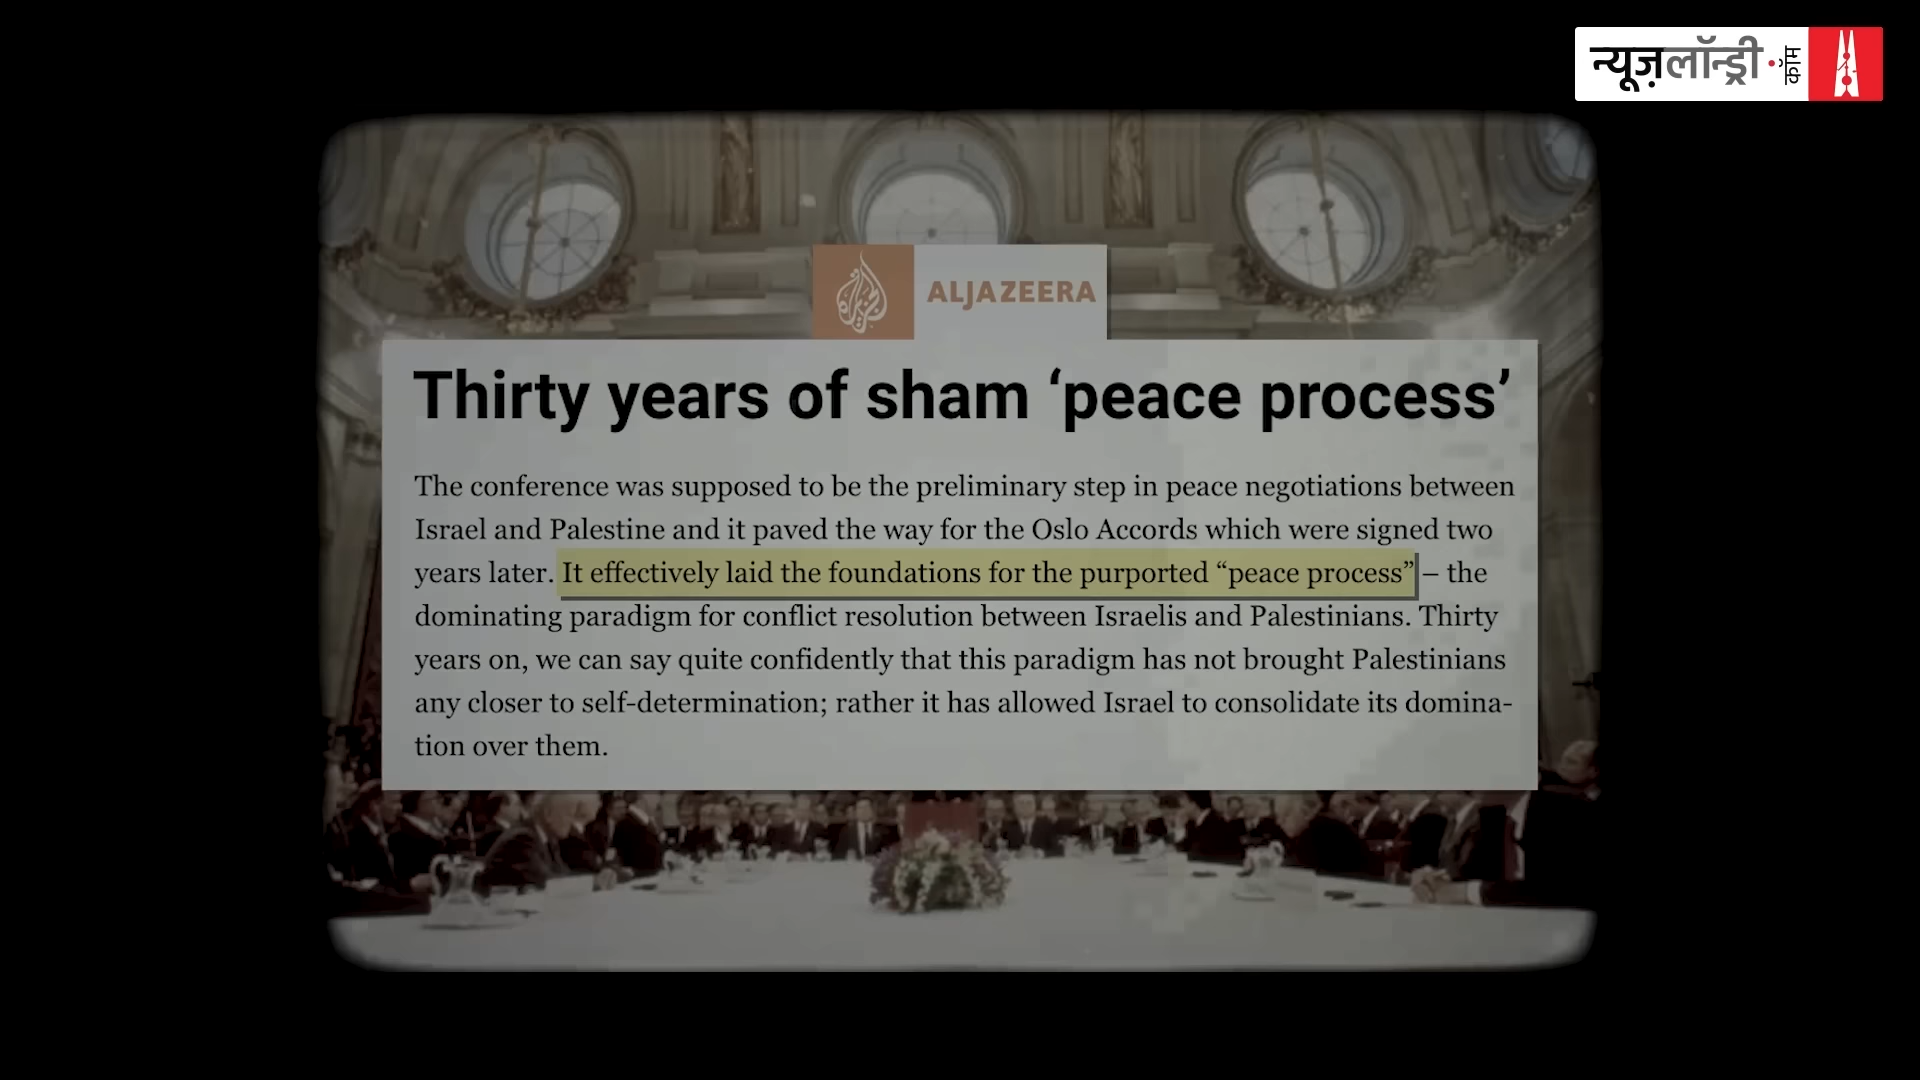 न्यूज़लॉन्ड्री.कॉम
ALJAZEERA
Thirty years of sham ‘peace process’
The conference was supposed to be the preliminary step in peace negotiations between
Israel and Palestine and it paved the way for the Oslo Accords which were signed two
years later. It effectively laid the foundations for the purported “peace process” – the
dominating paradigm for conflict resolution between Israelis and Palestinians. Thirty
years on, we can say quite confidently that this paradigm has not brought Palestinians
any closer to self-determination; rather it has allowed Israel to consolidate its domina-
tion over them.